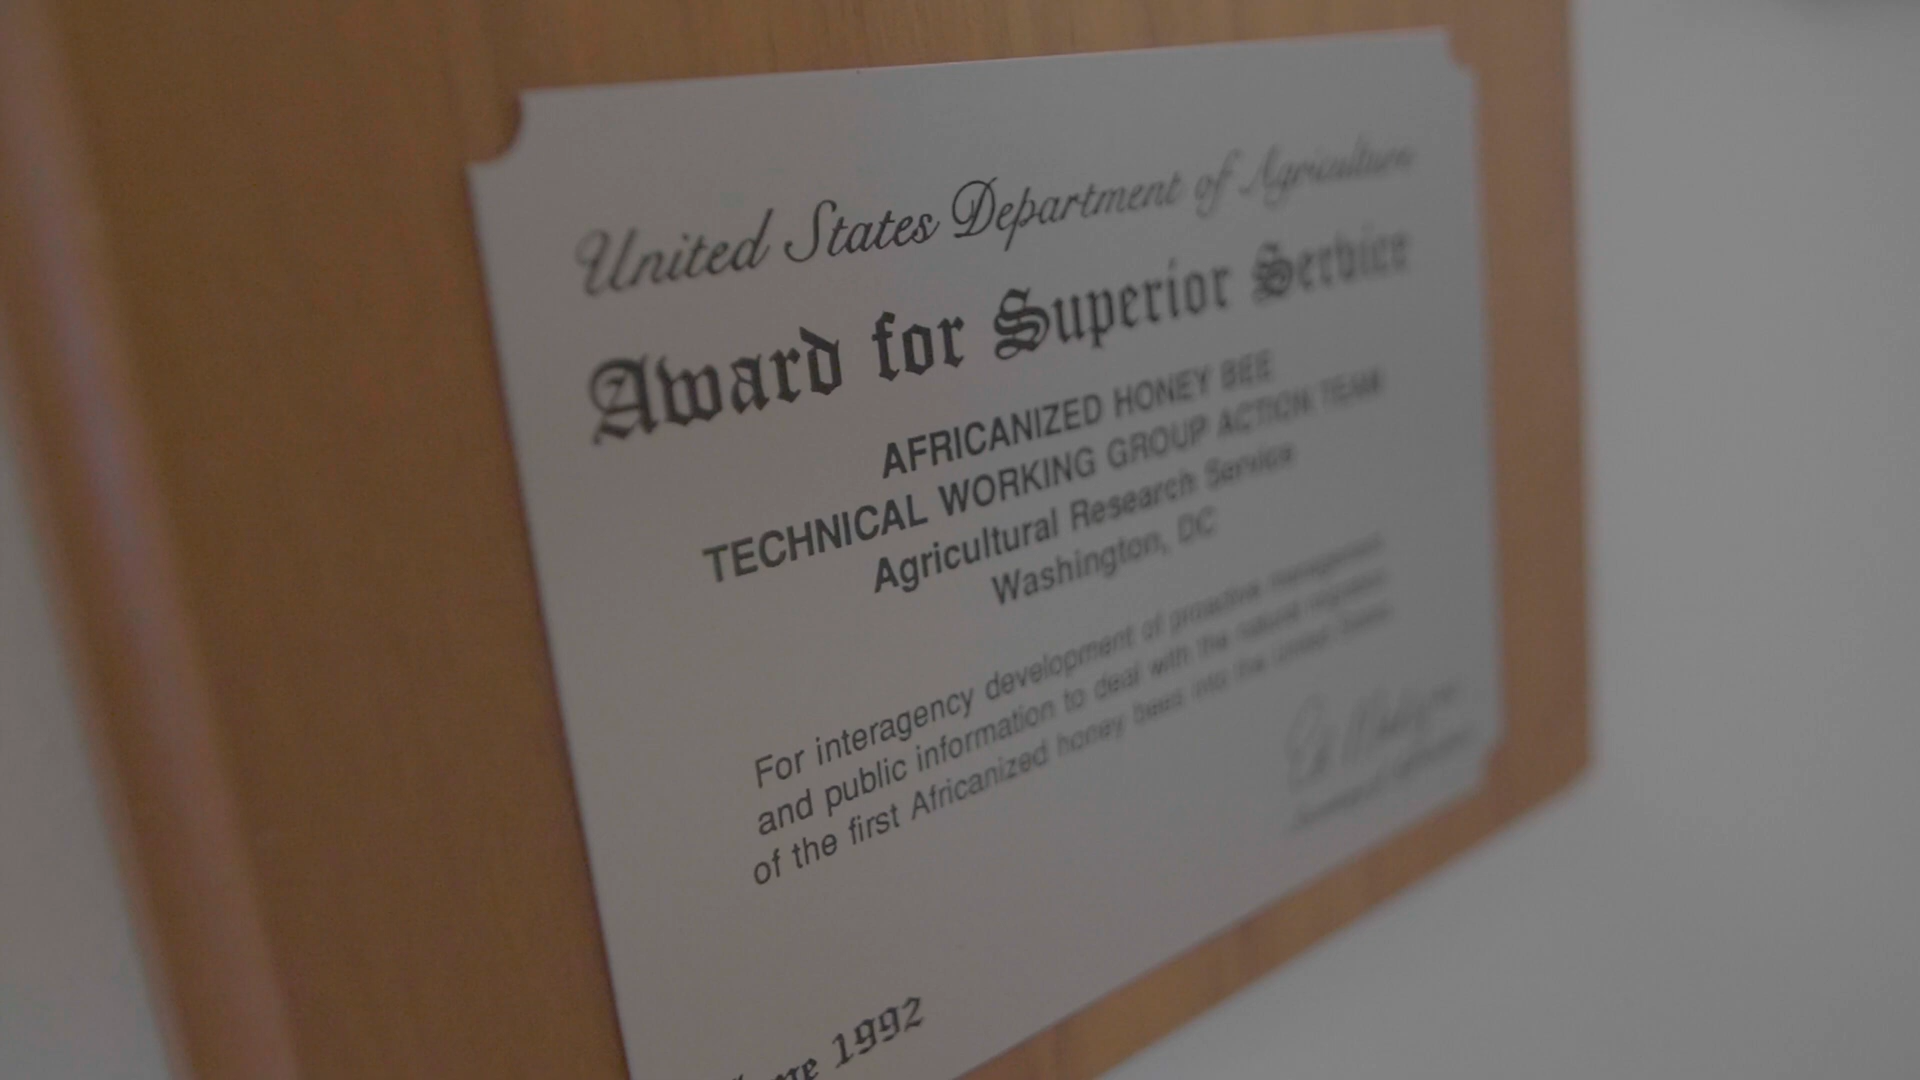 United States Department of Agriculture
Award for Superior Service
AFRICANIZED HONEY BEE
TECHNICAL WORKING GROUP ACTION TEAM
Agricultural Research Service
Washington, DC
For interagency development of proactive management
and public information to deal with the natural migration
of the first Africanized honey bees into the United States
1992